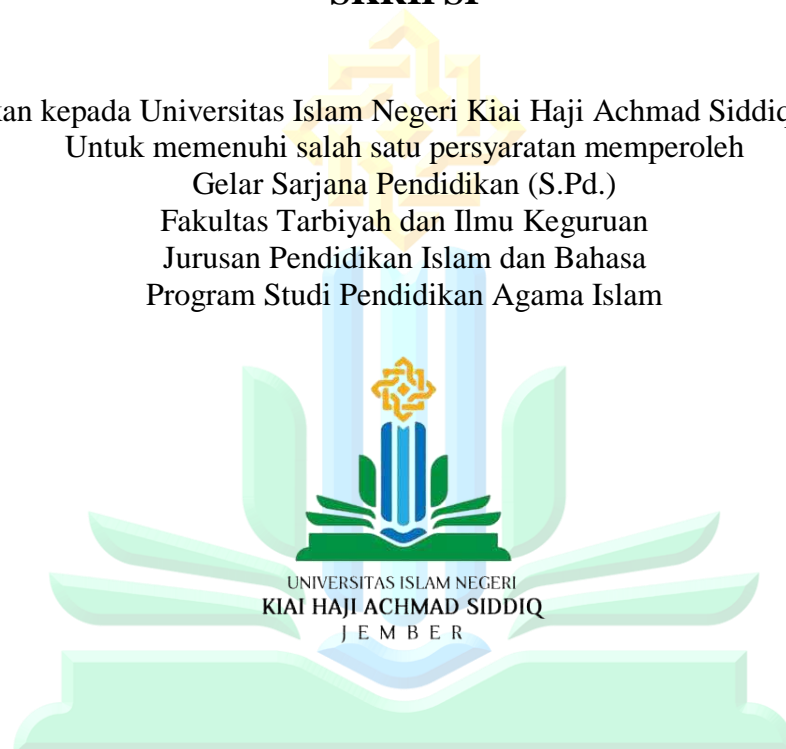 kan kepada Universitas Islam Negeri Kiai Haji Achmad Siddiq
Untuk memenuhi salah satu persyaratan memperoleh
Gelar Sarjana Pendidikan (S.Pd.)
Fakultas Tarbiyah dan Ilmu Keguruan
Jurusan Pendidikan Islam dan Bahasa
Program Studi Pendidikan Agama Islam
UNIVERSITAS ISLAM NEGERI
KIAI HAJI ACHMAD SIDDIQ
JEMBER